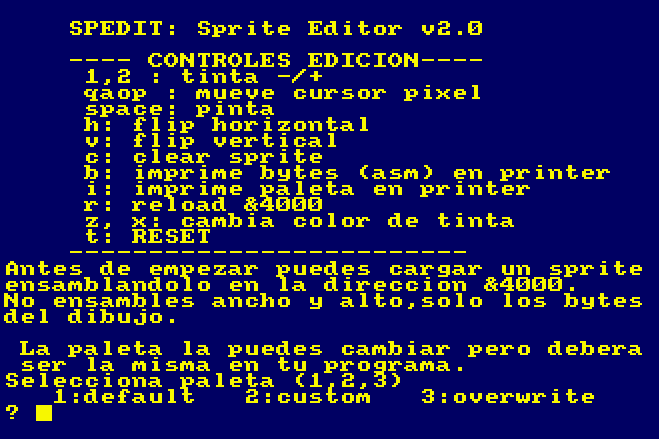 SPEDIT: Sprite Editor v2.0
---- CONTROLES EDICION----
1,2 : tinta -/+
qaop : mueve cursor pixel
space: pinta
h: flip horizontal
v: flip vertical
c: clear sprite
b: imprime bytes (asm) en printer
i: imprime paleta en printer
r: reload &4000
z, x: cambia color de tinta
t: RESET
-------------------------
Antes de empezar puedes cargar un sprite
ensamblandolo en la direccion &4000.
No ensambles ancho y alto,solo los bytes
del dibujo.
La paleta la puedes cambiar pero debera
ser la misma en tu programa.
Selecciona paleta (1,2,3)
1:default 2:custom 3:overwrite
?